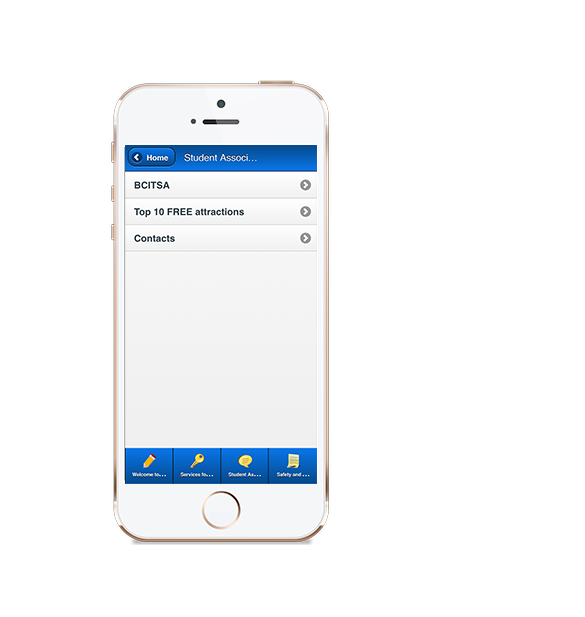 Home Student Associ...
BCITSA
Top 10 FREE attractions
Contacts
Welcome to... Services fo... Student As... Safety and ...